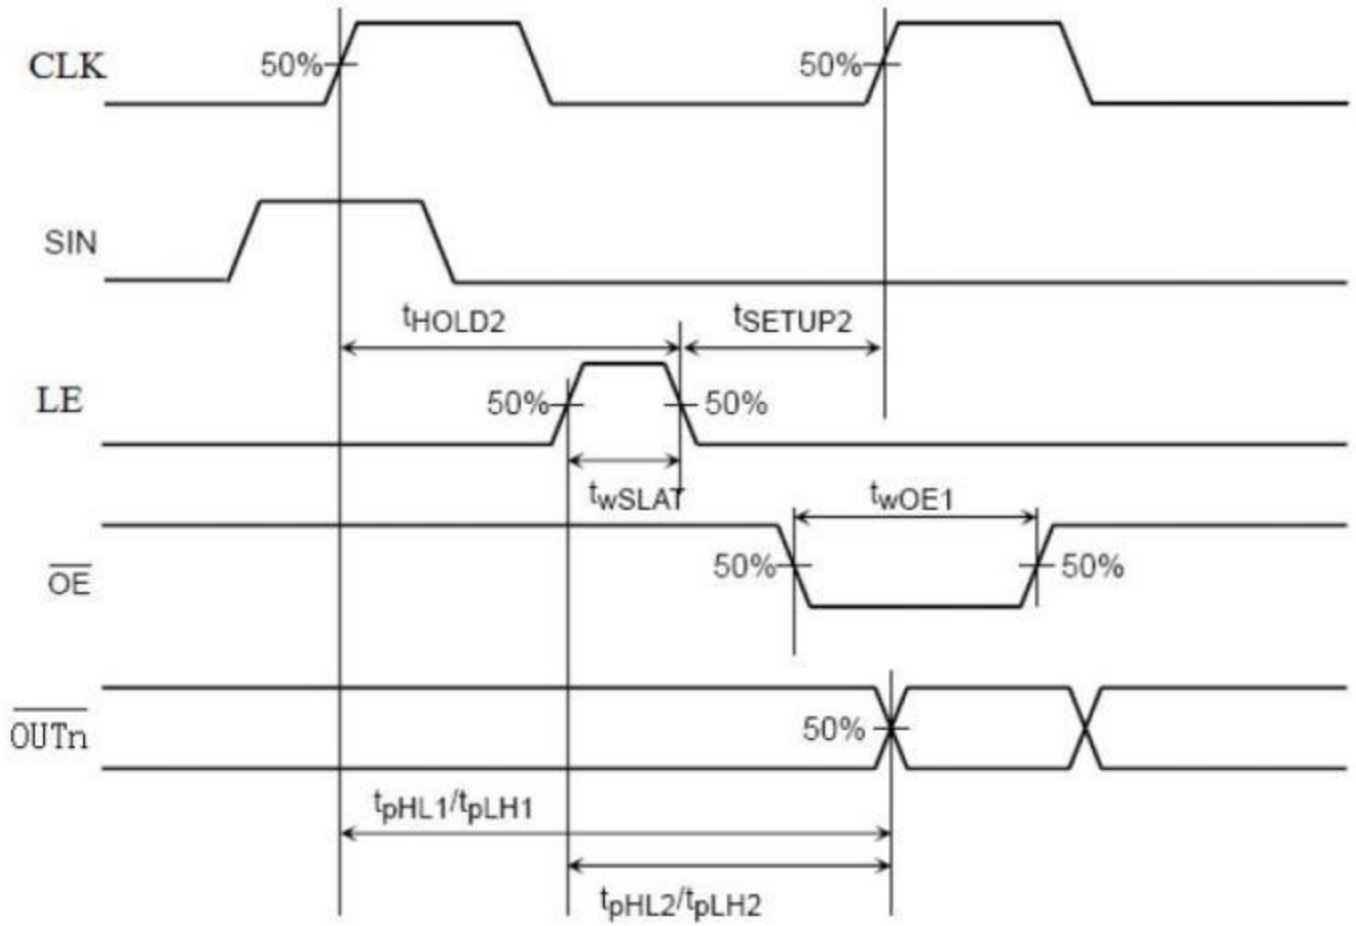 CLK 50% 50%
SIN
tHOLD2 tSETUP2
LE 50% 50%
twSLAT twOE1
OE 50% 50%
OUTn 50%
tpHL1/tpLH1
tpHL2/tpLH2